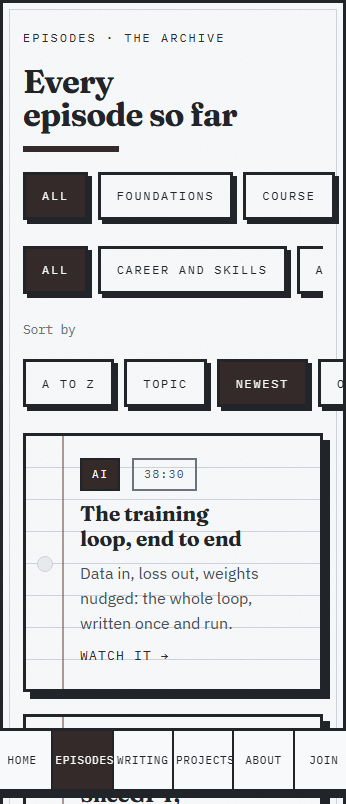 EPISODES · THE ARCHIVE
Every
episode so far
ALL FOUNDATIONS COURSE
ALL CAREER AND SKILLS A
Sort by
A TO Z TOPIC NEWEST
AI 38:30
The training
loop, end to end
Data in, loss out, weights
nudged: the whole loop,
written once and run.
WATCH IT →
HOME EPISODES WRITING PROJECTS ABOUT JOIN